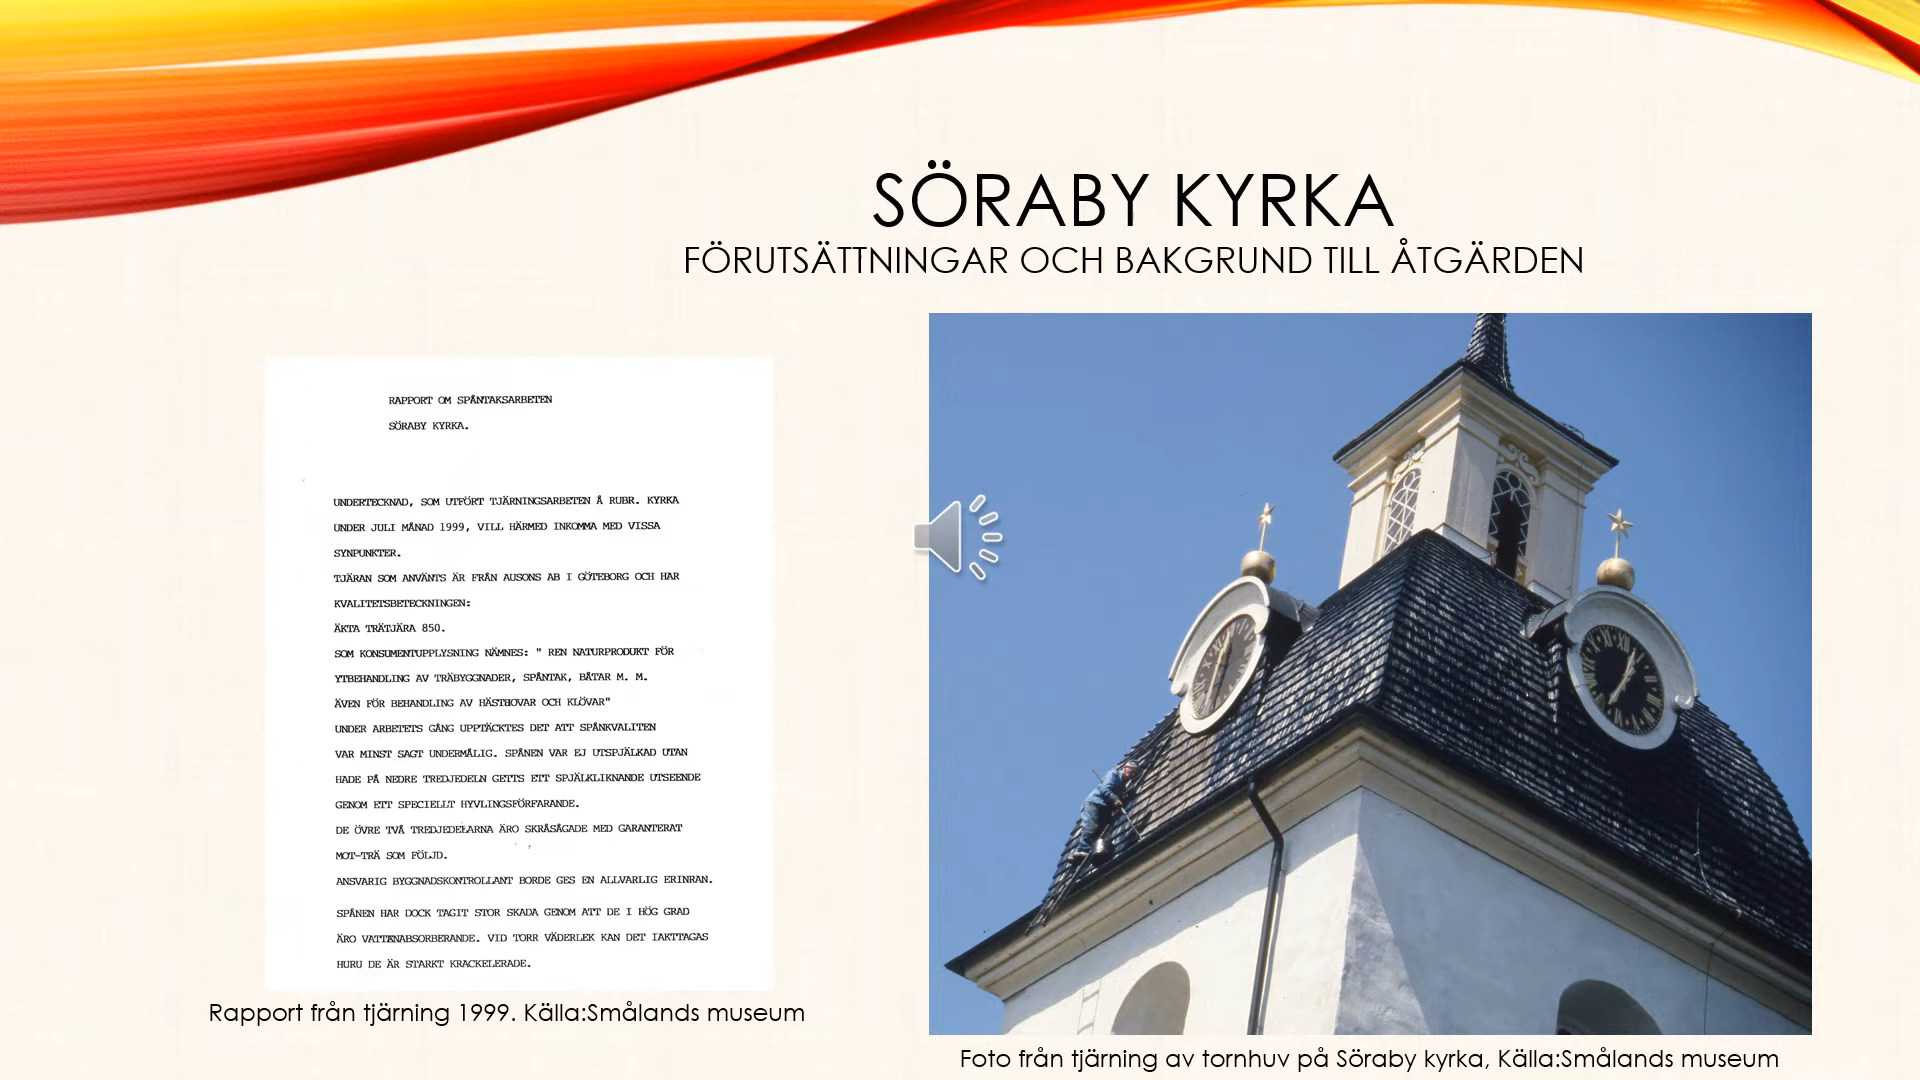 SÖRABY KYRKA
FÖRUTSÄTTNINGAR OCH BAKGRUND TILL ÅTGÄRDEN
RAPPORT OM SPÅNTAKSARBETEN
SÖRABY KYRKA.
UNDERTECKNAD, SOM UTFÖRT TJÄRNINGSARBETEN Å RUBR. KYRKA
UNDER JULI MÅNAD 1999, VILL HÄRMED INKOMMA MED VISSA
SYNPUNKTER.
TJÄRAN SOM ANVÄNTS ÄR FRÅN AUSONS AB I GÖTEBORG OCH HAR
KVALITETSBETECKNINGEN:
ÄKTA TRÄTJÄRA 850.
SOM KONSUMENTUPPLYSNING NÄMNES: " REN NATURPRODUKT FÖR
YTBEHANDLING AV TRÄBYGGNADER, SPÅNTAK, BÅTAR M. M.
ÄVEN FÖR BEHANDLING AV HÄSTHOVAR OCH KLÖVAR"
UNDER ARBETETS GÅNG UPPTÄCKTES DET ATT SPÅNKVALITEN
VAR MINST SAGT UNDERMÅLIG. SPÅNEN VAR EJ UTSPJÄLKAD UTAN
HADE PÅ NEDRE TREDJEDELN GETTS ETT SPJÄLKLIKNANDE UTSEENDE
GENOM ETT SPECIELLT HYVLINGSFÖRFARANDE.
DE ÖVRE TVÅ TREDJEDELARNA ÄRO SKRÅSÅGADE MED GARANTERAT
MOT-TRÄ SOM FÖLJD.
ANSVARIG BYGGNADSKONTROLLANT BORDE GES EN ALLVARLIG ERINRAN.
SPÅNEN HAR DOCK TAGIT STOR SKADA GENOM ATT DE I HÖG GRAD
ÄRO VATTENABSORBERANDE. VID TORR VÄDERLEK KAN DET IAKTTAGAS
HURU DE ÄR STARKT KRACKELERADE.
Rapport från tjärning 1999. Källa:Smålands museum
Foto från tjärning av tornhuv på Söraby kyrka, Källa:Smålands museum